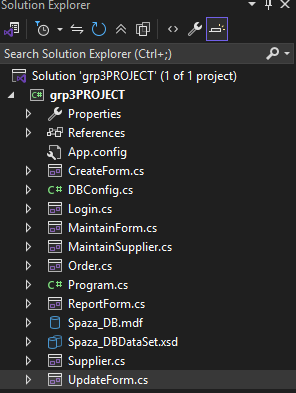 Solution Explorer
Search Solution Explorer (Ctrl+;)
Solution 'grp3PROJECT' (1 of 1 project)
C# grp3PROJECT
Properties
References
App.config
CreateForm.cs
C# DBConfig.cs
Login.cs
MaintainForm.cs
MaintainSupplier.cs
Order.cs
C# Program.cs
ReportForm.cs
Spaza_DB.mdf
Spaza_DBDataSet.xsd
Supplier.cs
UpdateForm.cs